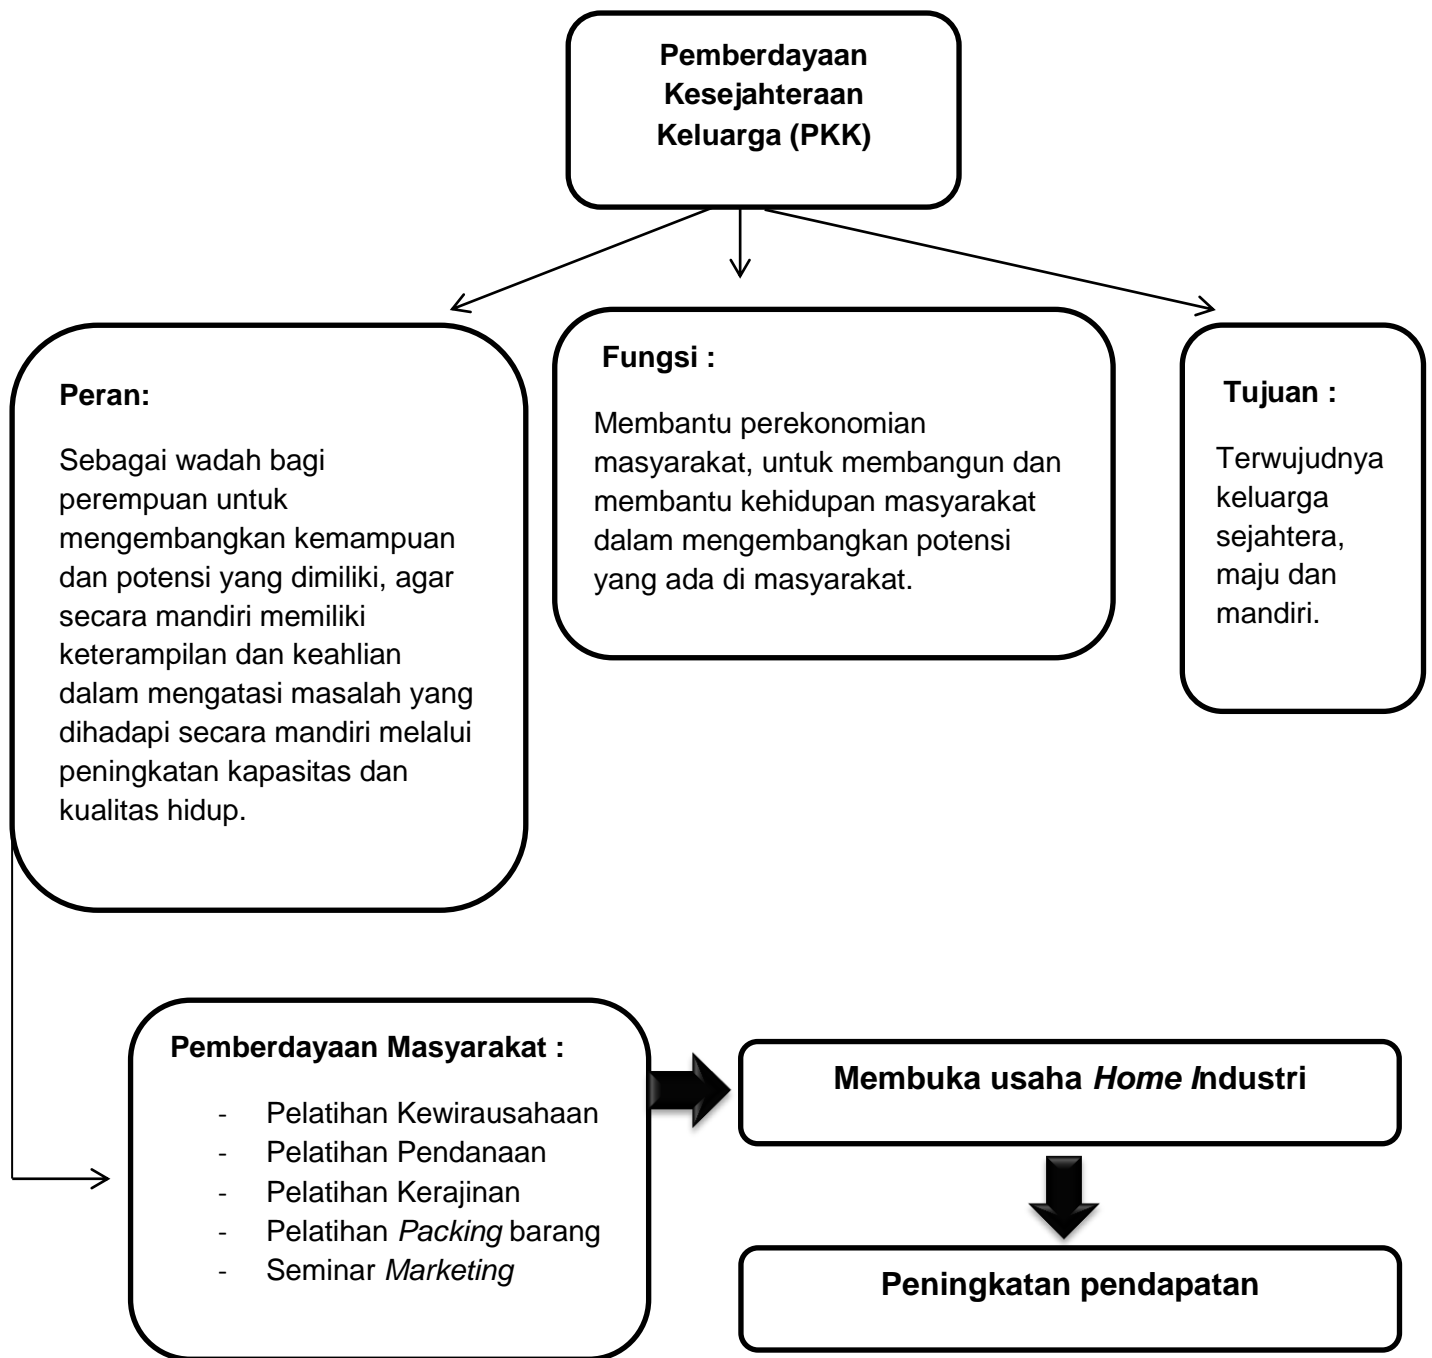 Pemberdayaan
Kesejahteraan
Keluarga (PKK)
Peran:
Sebagai wadah bagi
perempuan untuk
mengembangkan kemampuan
dan potensi yang dimiliki, agar
secara mandiri memiliki
keterampilan dan keahlian
dalam mengatasi masalah yang
dihadapi secara mandiri melalui
peningkatan kapasitas dan
kualitas hidup.
Fungsi :
Membantu perekonomian
masyarakat, untuk membangun dan
membantu kehidupan masyarakat
dalam mengembangkan potensi
yang ada di masyarakat.
Tujuan :
Terwujudnya
keluarga
sejahtera,
maju dan
mandiri.
Pemberdayaan Masyarakat :
- Pelatihan Kewirausahaan
- Pelatihan Pendanaan
- Pelatihan Kerajinan
- Pelatihan Packing barang
- Seminar Marketing
Membuka usaha Home Industri
Peningkatan pendapatan